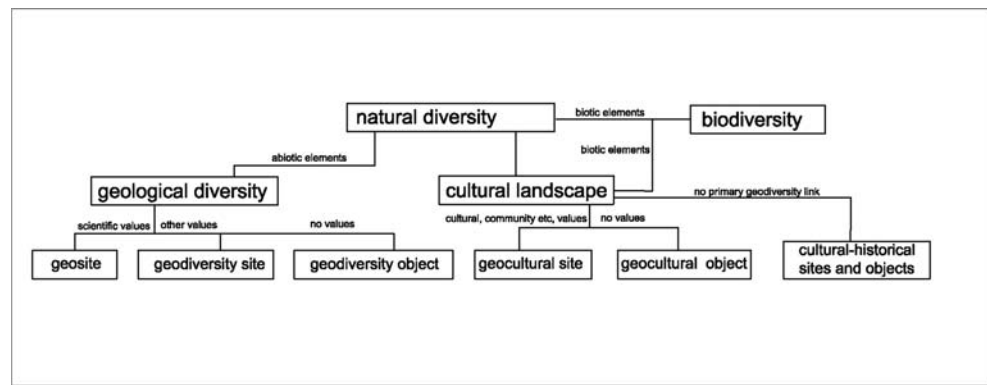 natural diversity
biotic elements
biodiversity
biotic elements
abiotic elements
geological diversity
cultural landscape
no primary geodiversity link
scientific values
other values
no values
cultural, community etc, values
no values
geosite
geodiversity site
geodiversity object
geocultural site
geocultural object
cultural-historical
sites and objects